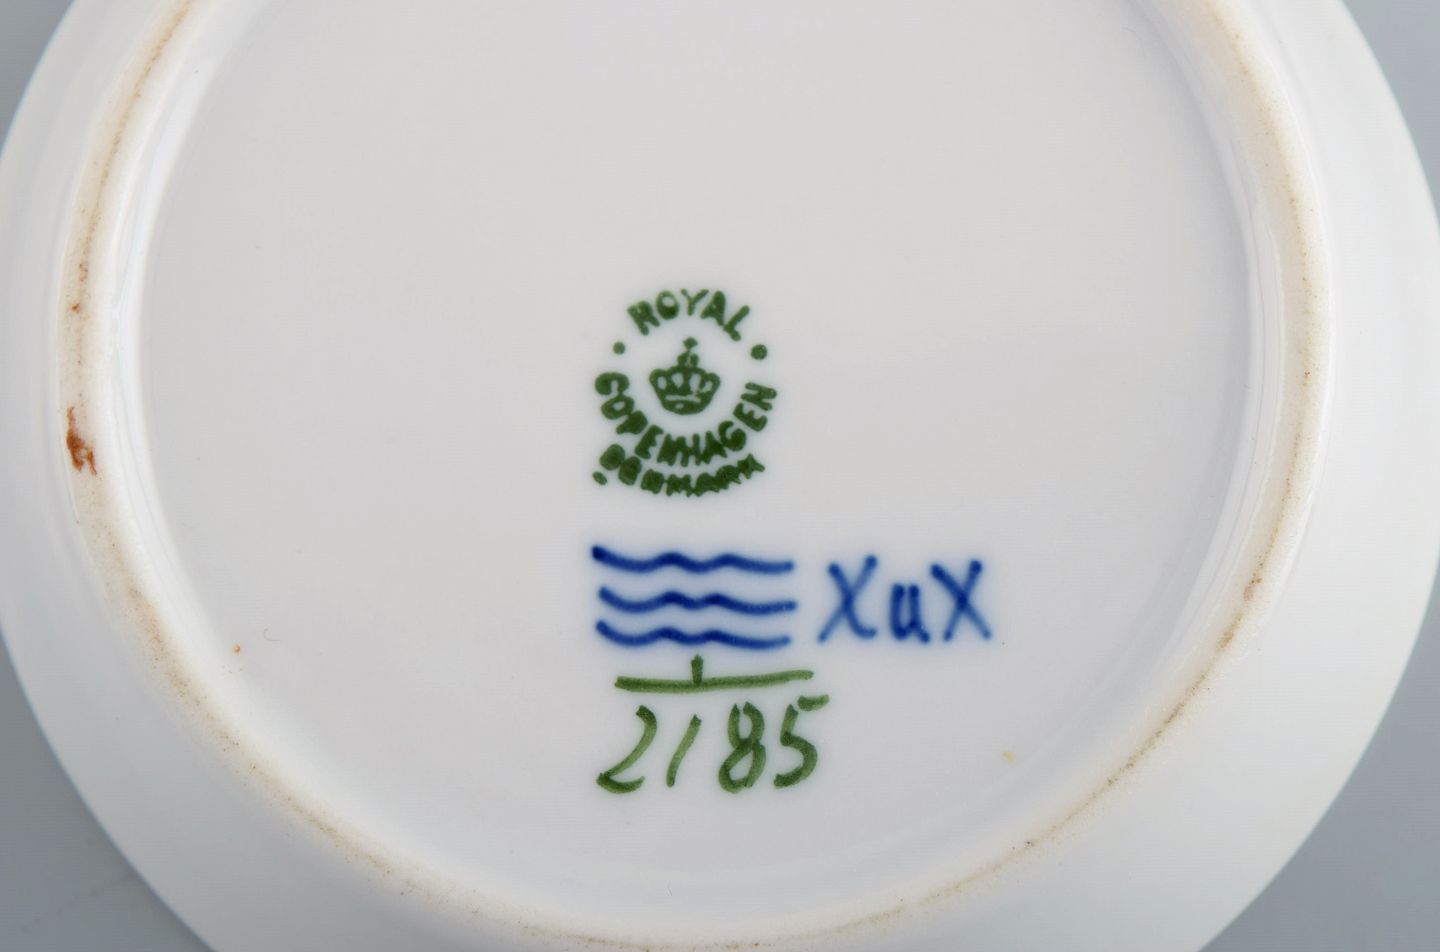 ROYAL
COPENHAGEN
DENMARK
XuX
2185